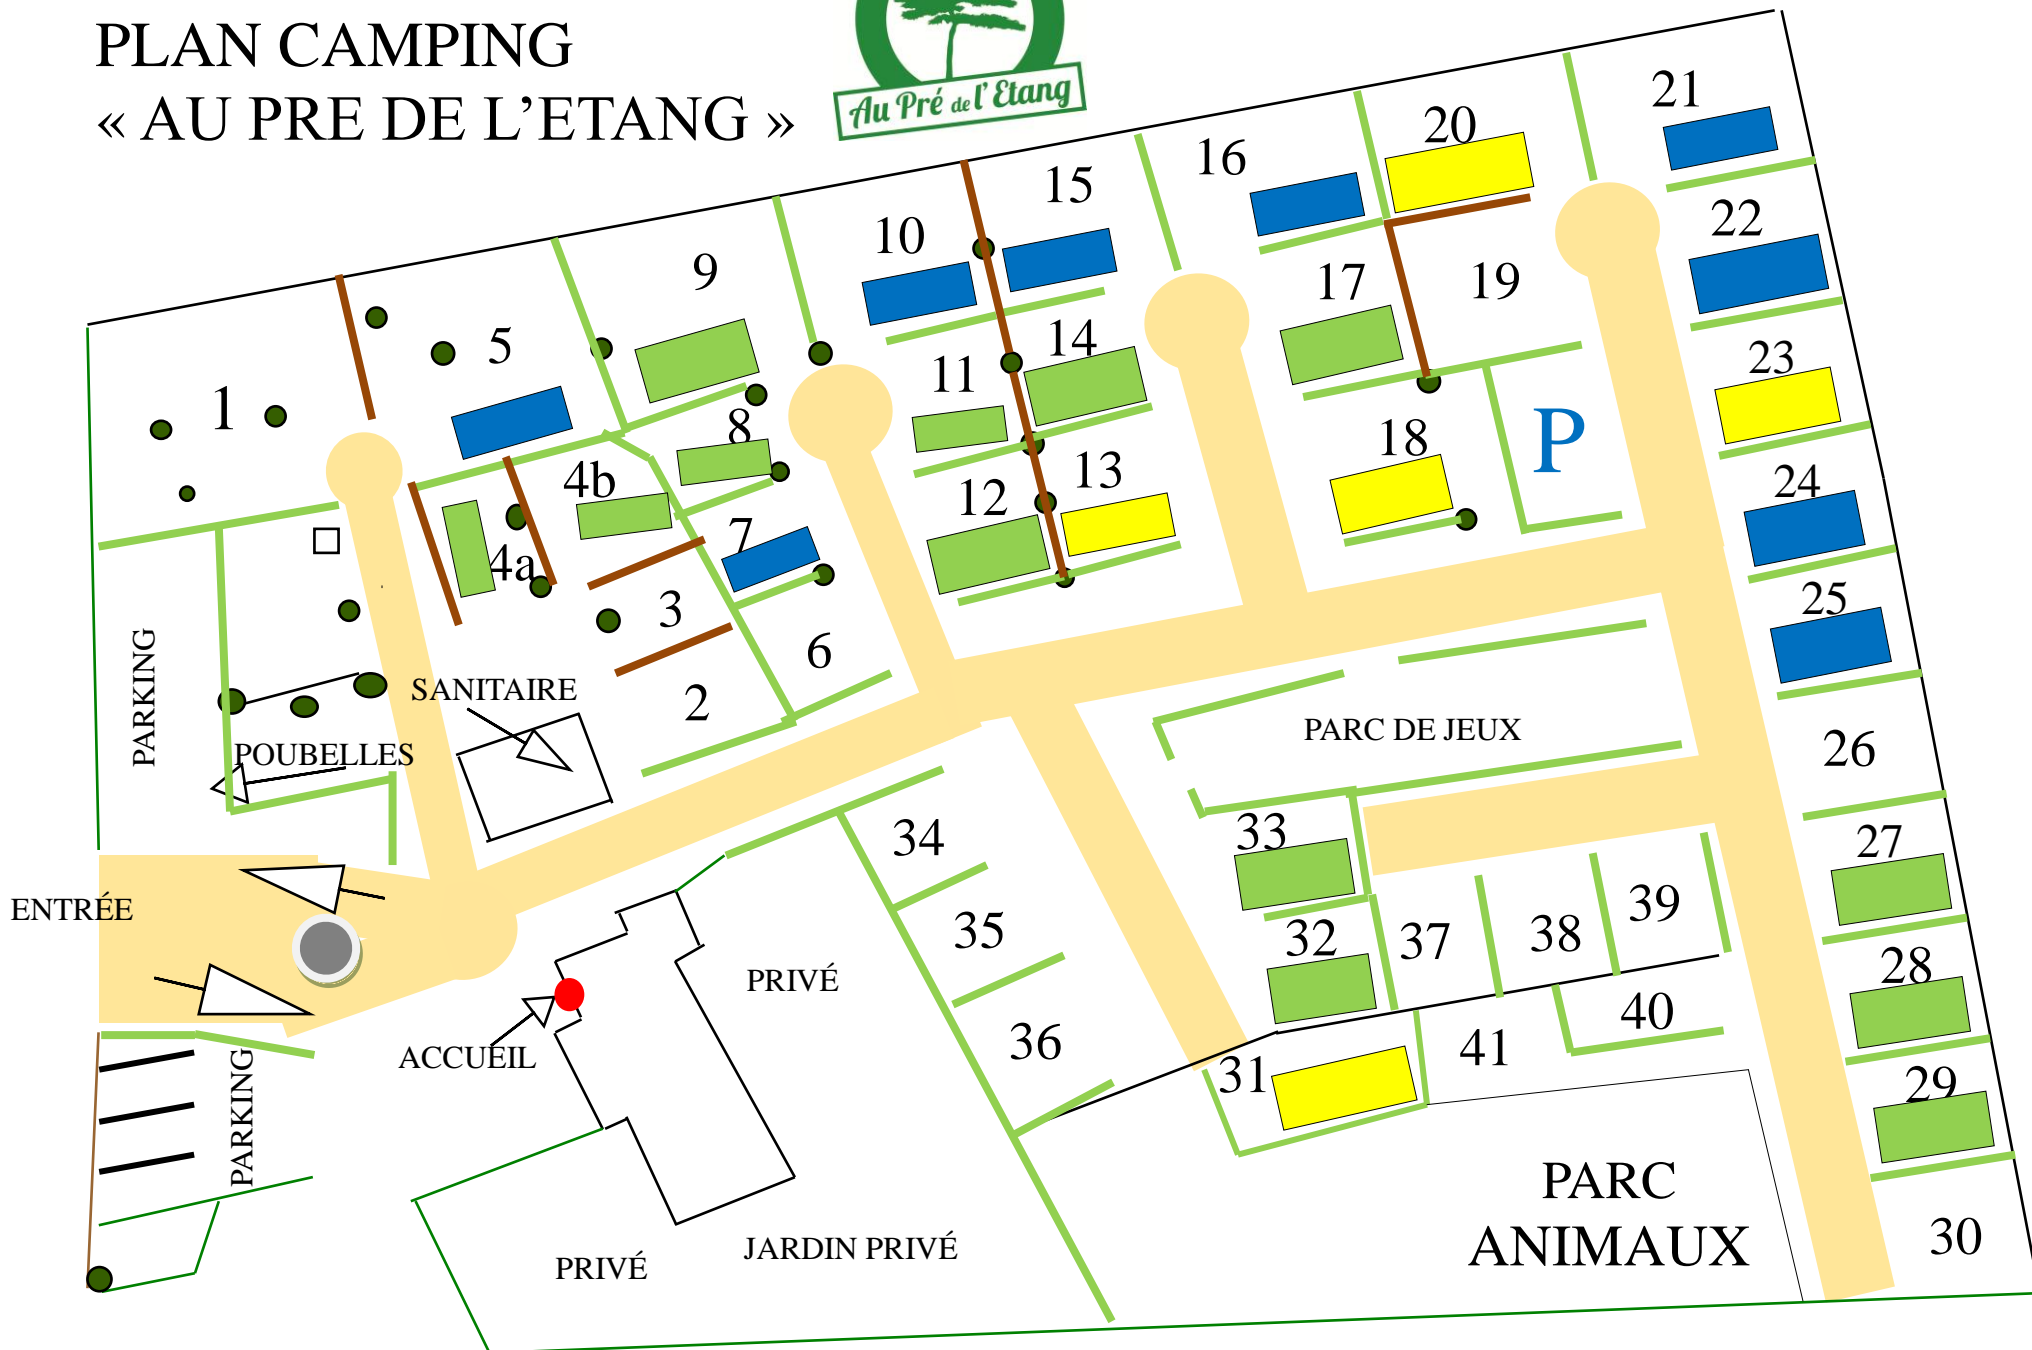 PLAN CAMPING
« AU PRE DE L’ETANG »
Au Pré de l’ Etang
21
20
16
15
22
10
9
19
17
5
14
23
11
1
8
18
P
13
4b
24
12
7
4a
25
3
6
PARKING
SANITAIRE
2
PARC DE JEUX
26
POUBELLES
33
34
27
39
ENTRÉE
35
38
32
37
28
PRIVÉ
40
36
41
ACCUEIL
31
29
PARKING
PARC
ANIMAUX
30
JARDIN PRIVÉ
PRIVÉ